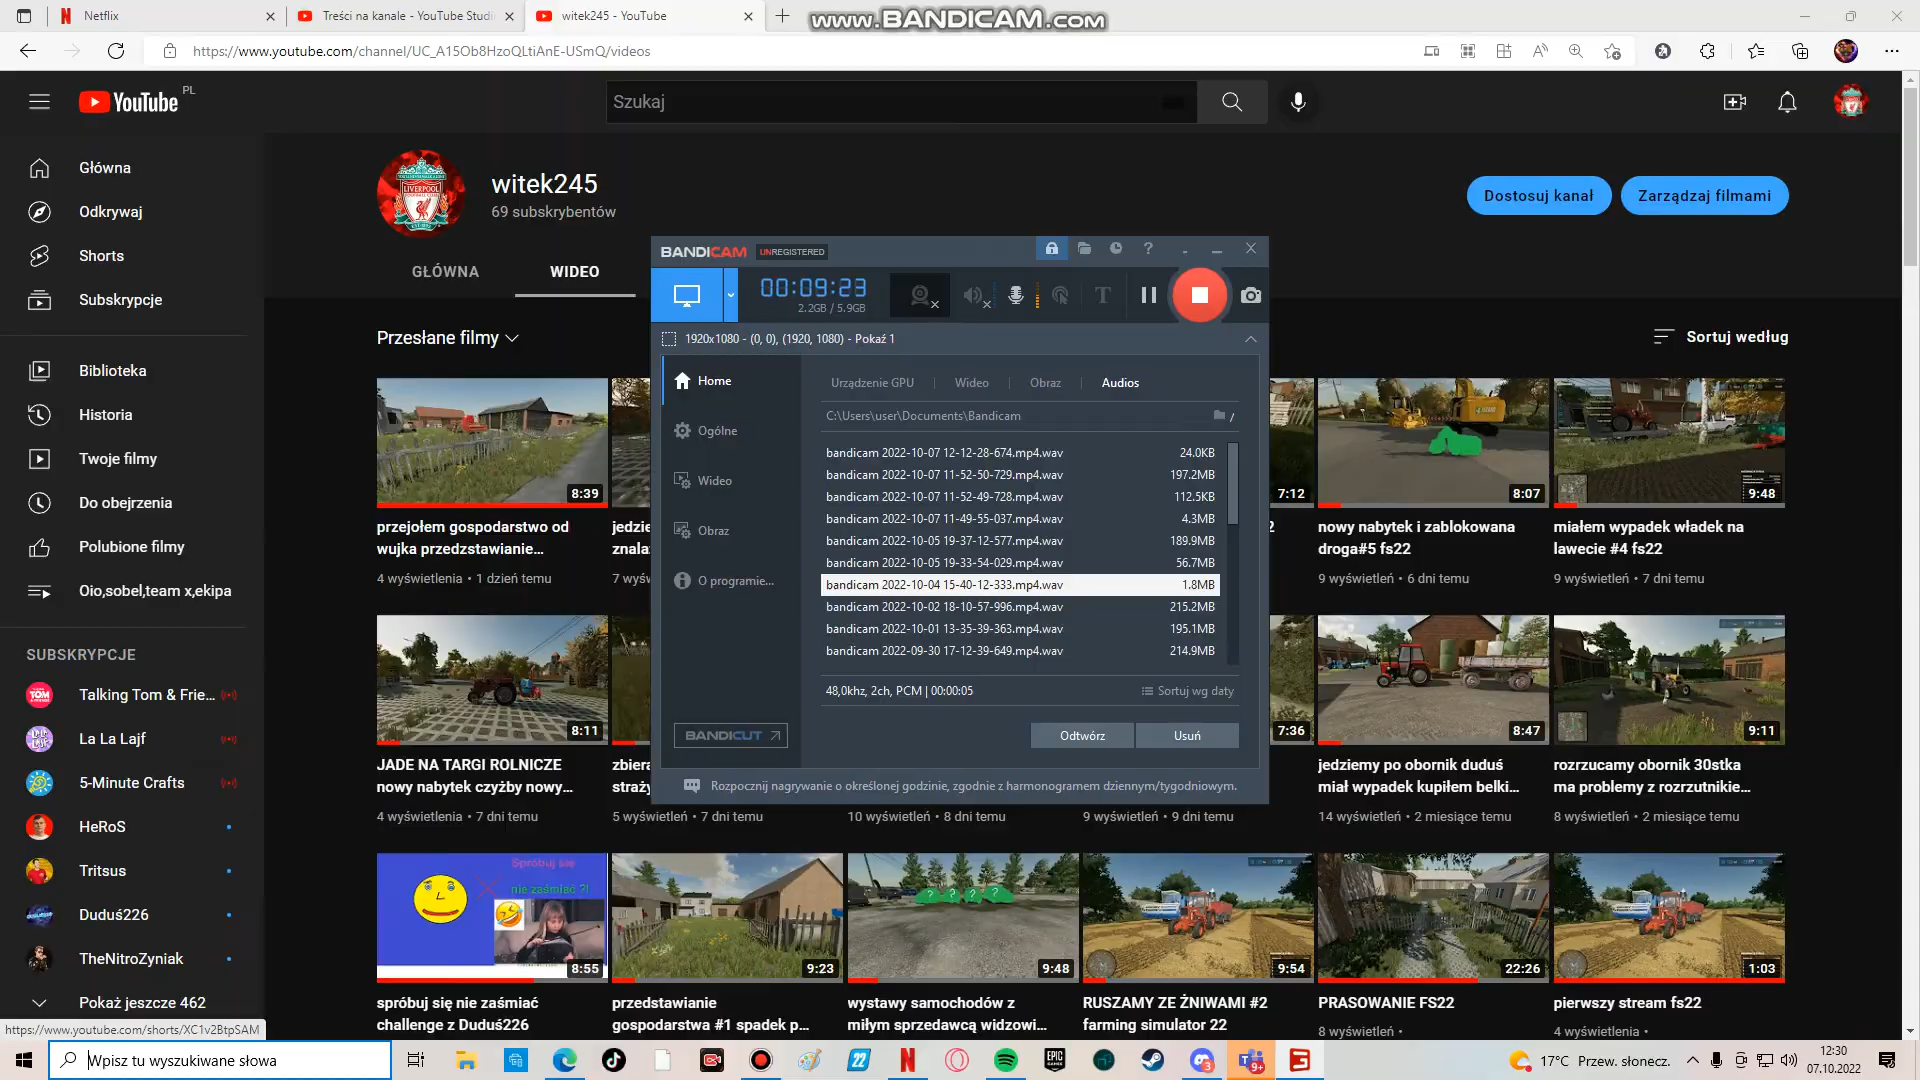 Netflix
Treści na kanale - YouTube Studi
witek245 - YouTube
www.BANDICAM.com
https://www.youtube.com/channel/UC_A15Ob8HzoQLtiAnE-USmQ/videos
YouTube PL
Szukaj
Główna
Odkrywaj
Shorts
Subskrypcje
Biblioteka
Historia
Twoje filmy
Do obejrzenia
Polubione filmy
Oio,sobel,team x,ekipa
SUBSKRYPCJE
Talking Tom & Frie...
La La Lajf
5-Minute Crafts
HeRoS
Tritsus
Duduś226
TheNitroZyniak
Pokaż jeszcze 462
https://www.youtube.com/shorts/XC1v2BtpSAM
witek245
69 subskrybentów
Dostosuj kanał
Zarządzaj filmami
GŁÓWNA
WIDEO
Przesłane filmy
Sortuj według
BANDICAM UNREGISTERED
00:09:23
2.2GB / 5.9GB
1920x1080 - (0, 0), (1920, 1080) - Pokaż 1
Home
Ogólne
Wideo
Obraz
O programie...
BANDICUT
Urządzenie GPU
Wideo
Obraz
Audios
C:\Users\user\Documents\Bandicam
bandicam 2022-10-07 12-12-28-674.mp4.wav 24.0KB
bandicam 2022-10-07 11-52-50-729.mp4.wav 197.2MB
bandicam 2022-10-07 11-52-49-728.mp4.wav 112.5KB
bandicam 2022-10-07 11-49-55-037.mp4.wav 4.3MB
bandicam 2022-10-05 19-37-12-577.mp4.wav 189.9MB
bandicam 2022-10-05 19-33-54-029.mp4.wav 56.7MB
bandicam 2022-10-04 15-40-12-333.mp4.wav 1.8MB
bandicam 2022-10-02 18-10-57-996.mp4.wav 215.2MB
bandicam 2022-10-01 13-35-39-363.mp4.wav 195.1MB
bandicam 2022-09-30 17-12-39-649.mp4.wav 214.9MB
48,0khz, 2ch, PCM | 00:00:05
Sortuj wg daty
Odtwórz
Usuń
Rozpocznij nagrywanie o określonej godzinie, zgodnie z harmonogramem dziennym/tygodniowym.
8:39
7:12
8:07
9:48
przejołem gospodarstwo od
wujka przedzstawianie...
4 wyświetlenia • 1 dzień temu
jedzie
znala
7 wyś
2
nowy nabytek i zablokowana
droga#5 fs22
9 wyświetleń • 6 dni temu
miałem wypadek władek na
lawecie #4 fs22
9 wyświetleń • 7 dni temu
8:11
7:36
8:47
9:11
JADE NA TARGI ROLNICZE
nowy nabytek czyżby nowy...
4 wyświetlenia • 7 dni temu
zbiera
straży
5 wyświetleń • 7 dni temu
10 wyświetleń • 8 dni temu
9 wyświetleń • 9 dni temu
jedziemy po obornik duduś
miał wypadek kupiłem belki...
14 wyświetleń • 2 miesiące temu
rozrzucamy obornik 30stka
ma problemy z rozrzutnikie...
8 wyświetleń • 2 miesiące temu
Spróbuj się
nie zaśmiać ?!
8:55
9:23
9:48
9:54
22:26
1:03
spróbuj się nie zaśmiać
challenge z Duduś226
przedstawianie
gospodarstwa #1 spadek p...
wystawy samochodów z
miłym sprzedawcą widzowi...
RUSZAMY ZE ŻNIWAMI #2
farming simulator 22
PRASOWANIE FS22
8 wyświetleń •
pierwszy stream fs22
4 wyświetlenia •
Wpisz tu wyszukiwane słowa
17°C Przew. słonecz.
12:30
07.10.2022